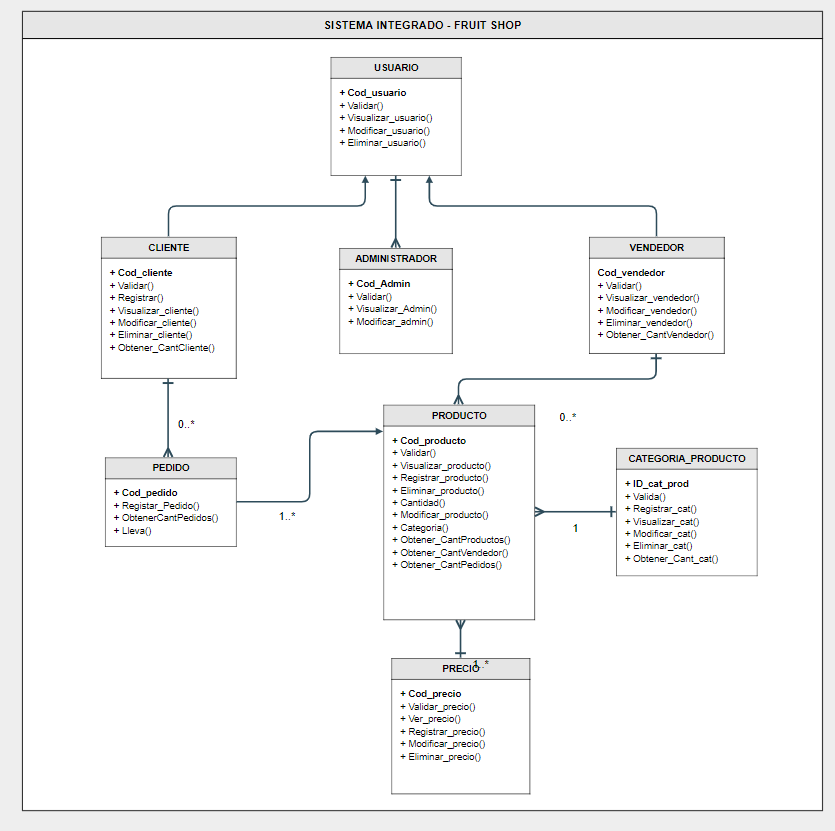 SISTEMA INTEGRADO - FRUIT SHOP
USUARIO
+ Cod_usuario
+ Validar()
+ Visualizar_usuario()
+ Modificar_usuario()
+ Eliminar_usuario()
CLIENTE
+ Cod_cliente
+ Validar()
+ Registrar()
+ Visualizar_cliente()
+ Modificar_cliente()
+ Eliminar_cliente()
+ Obtener_CantCliente()
ADMINISTRADOR
+ Cod_Admin
+ Validar()
+ Visualizar_Admin()
+ Modificar_admin()
VENDEDOR
Cod_vendedor
+ Validar()
+ Visualizar_vendedor()
+ Modificar_vendedor()
+ Eliminar_vendedor()
+ Obtener_CantVendedor()
0..*
0..*
PEDIDO
+ Cod_pedido
+ Registar_Pedido()
+ ObtenerCantPedidos()
+ Lleva()
1..*
PRODUCTO
+ Cod_producto
+ Validar()
+ Visualizar_producto()
+ Registrar_producto()
+ Eliminar_producto()
+ Cantidad()
+ Modificar_producto()
+ Categoria()
+ Obtener_CantProductos()
+ Obtener_CantVendedor()
+ Obtener_CantPedidos()
1
CATEGORIA_PRODUCTO
+ ID_cat_prod
+ Valida()
+ Registrar_cat()
+ Visualizar_cat()
+ Modificar_cat()
+ Eliminar_cat()
+ Obtener_Cant_cat()
1..*
PRECIO
+ Cod_precio
+ Validar_precio()
+ Ver_precio()
+ Registrar_precio()
+ Modificar_precio()
+ Eliminar_precio()